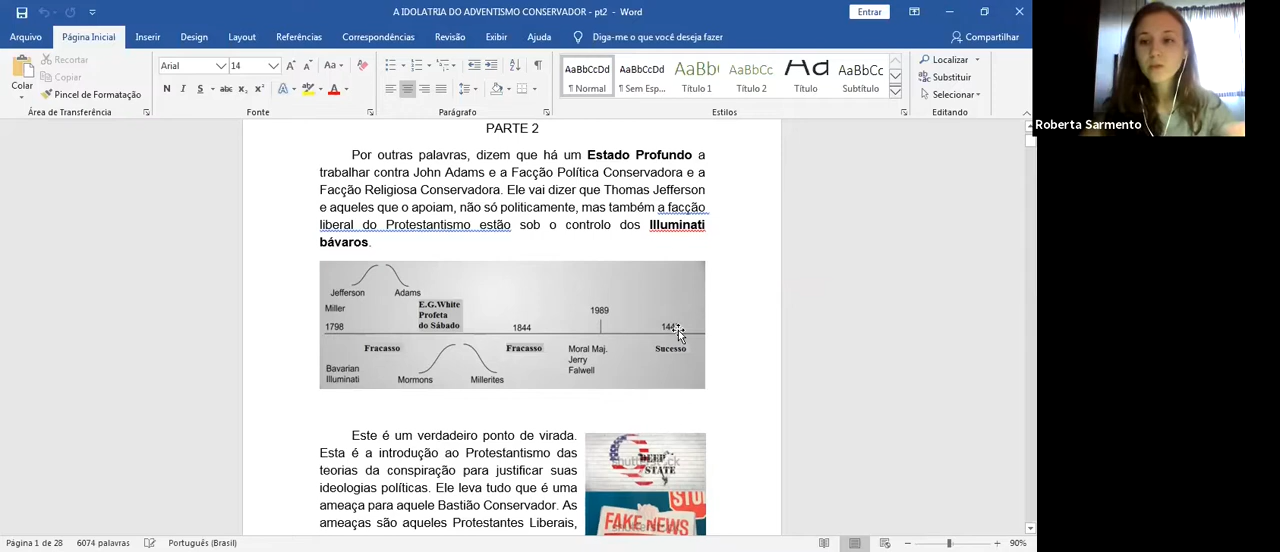 A IDOLATRIA DO ADVENTISMO CONSERVADOR - pt2 - Word
Entrar
Arquivo Página Inicial Inserir Design Layout Referências Correspondências Revisão Exibir Ajuda Diga-me o que você deseja fazer Compartilhar
Colar
Recortar
Copiar
Pincel de Formatação
Área de Transferência
Arial 14
Fonte
Parágrafo
AaBbCcDd AaBbCcDd AaBbC AaBbCc AaB AaBbCcC
¶ Normal ¶ Sem Esp... Título 1 Título 2 Título Subtítulo
Estilos
Localizar
Substituir
Selecionar
Editando
Roberta Sarmento
PARTE 2
Por outras palavras, dizem que há um Estado Profundo a
trabalhar contra John Adams e a Facção Política Conservadora e a
Facção Religiosa Conservadora. Ele vai dizer que Thomas Jefferson
e aqueles que o apoiam, não só politicamente, mas também a facção
liberal do Protestantismo estão sob o controlo dos Illuminati
bávaros.
Jefferson Adams
Miller
E.G.White
Profeta
do Sábado
1798
1844
1989
Fracasso
Fracasso
Moral Maj.
Jerry
Falwell
Sucesso
Bavarian
Illuminati
Mormons Millerites
Este é um verdadeiro ponto de virada.
Esta é a introdução ao Protestantismo das
teorias da conspiração para justificar suas
ideologias políticas. Ele leva tudo que é uma
ameaça para aquele Bastião Conservador. As
ameaças são aqueles Protestantes Liberais,
DEEP
STATE
shutterstock
STOP
FAKE NEWS
Página 1 de 28 6074 palavras Português (Brasil) 90%